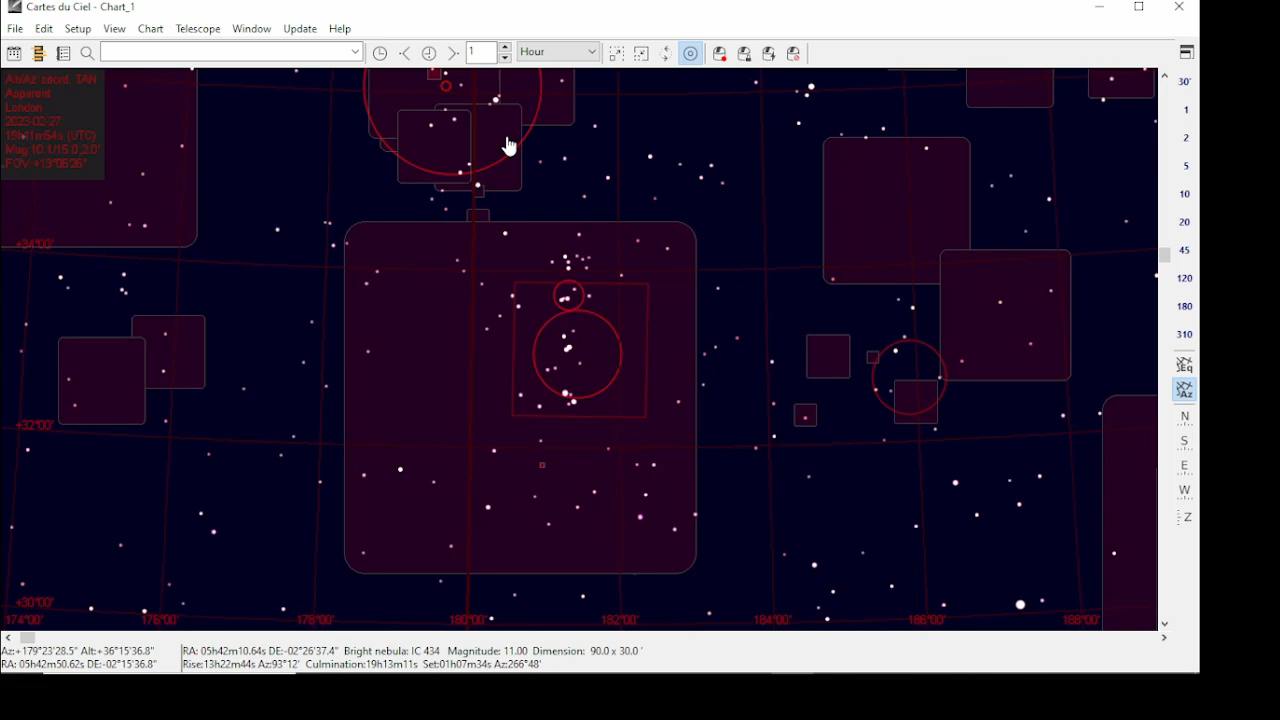 Cartes du Ciel - Chart_1
File Edit Setup View Chart Telescope Window Update Help
1 Hour
Alt/Az coord. TAN
Apparent
London
2023-02-27
19h11m54s (UTC)
Mag:10.1/15.0,2.0'
FOV:+13°06'26"
30'
1
2
5
10
20
45
120
180
310
Eq
Az
N
S
E
W
Z
+34°00'
+32°00'
+30°00'
174°00' 176°00' 178°00' 180°00' 182°00' 184°00' 186°00' 188°00'
Az:+179°23'28.5" Alt:+36°15'36.8"
RA: 05h42m50.62s DE:-02°15'36.8"
RA: 05h42m10.64s DE:-02°26'37.4" Bright nebula: IC 434 Magnitude: 11.00 Dimension: 90.0 x 30.0 '
Rise:13h22m44s Az:93°12' Culmination:19h13m11s Set:01h07m34s Az:266°48'